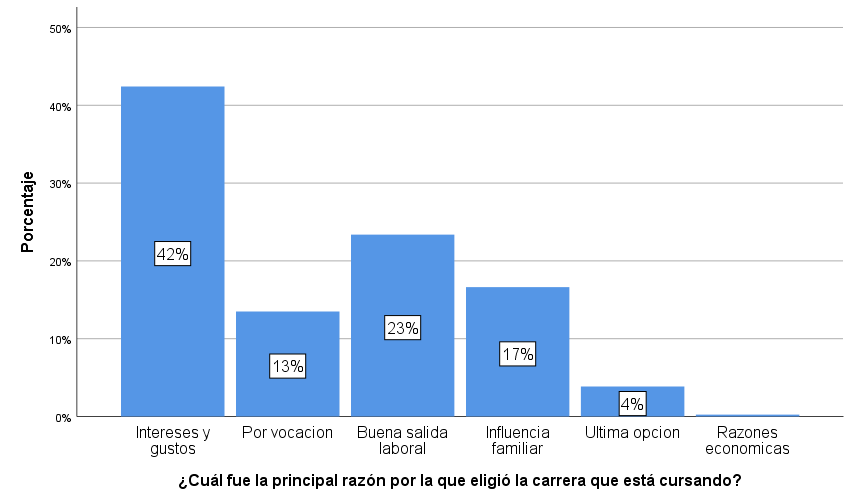 50%
40%
30%
20%
10%
0%
Porcentaje
42%
13%
23%
17%
4%
Intereses y
gustos
Por vocacion
Buena salida
laboral
Influencia
familiar
Ultima opcion
Razones
economicas
¿Cuál fue la principal razón por la que eligió la carrera que está cursando?